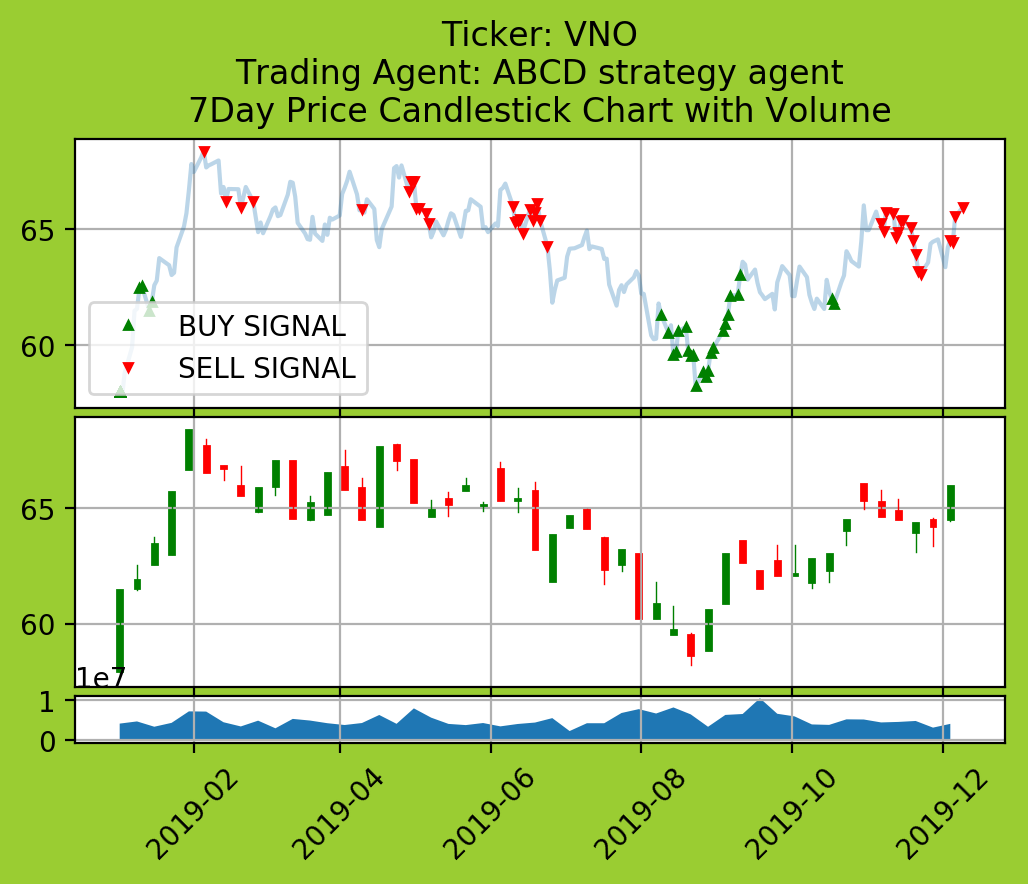 Ticker: VNO
Trading Agent: ABCD strategy agent
7Day Price Candlestick Chart with Volume
65
60
BUY SIGNAL
SELL SIGNAL
65
60
1e7
1
0
2019-02
2019-04
2019-06
2019-08
2019-10
2019-12